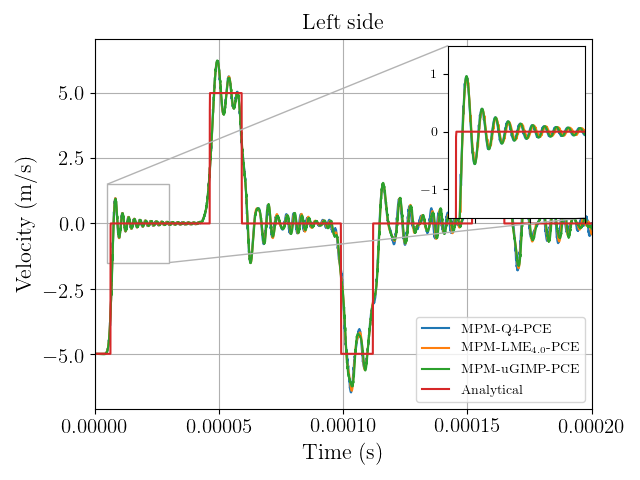 Left side
Velocity (m/s)
5.0
2.5
0.0
−2.5
−5.0
1
0
−1
MPM-Q4-PCE
MPM-LME4.0-PCE
MPM-uGIMP-PCE
Analytical
0.00000 0.00005 0.00010 0.00015 0.00020
Time (s)